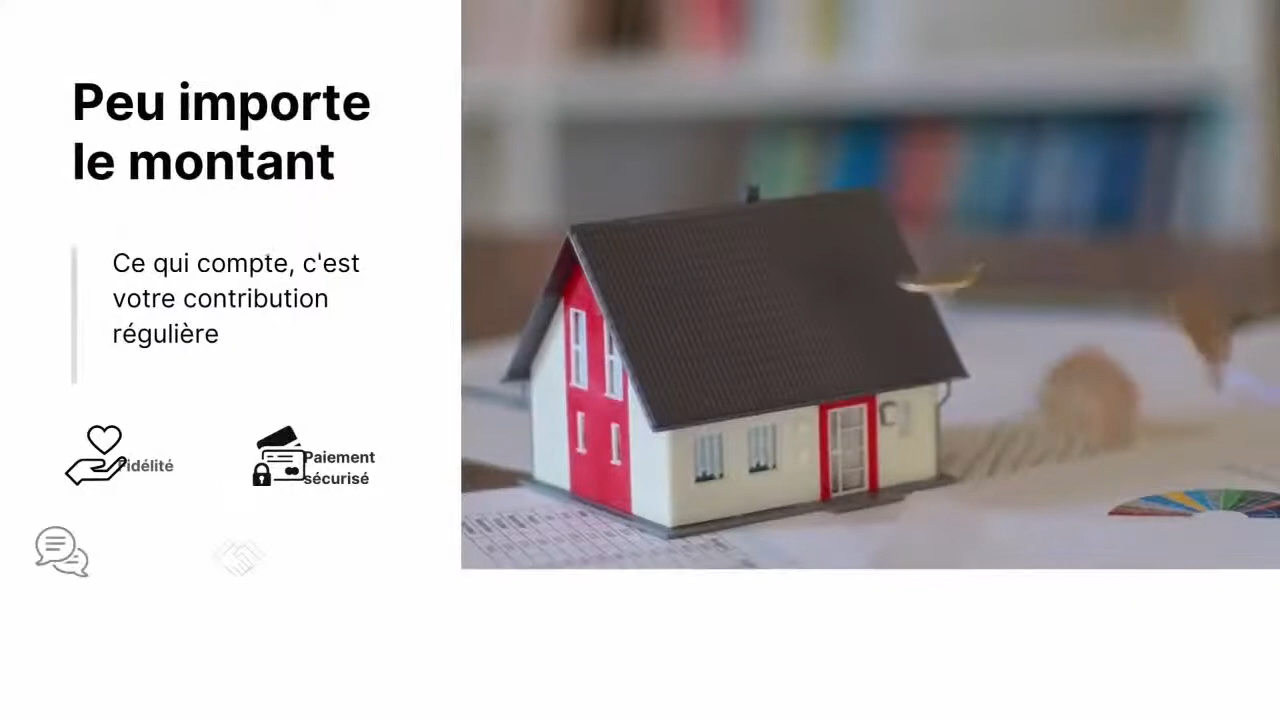 Peu importe
le montant
Ce qui compte, c'est
votre contribution
régulière
Fidélité
Paiement
sécurisé